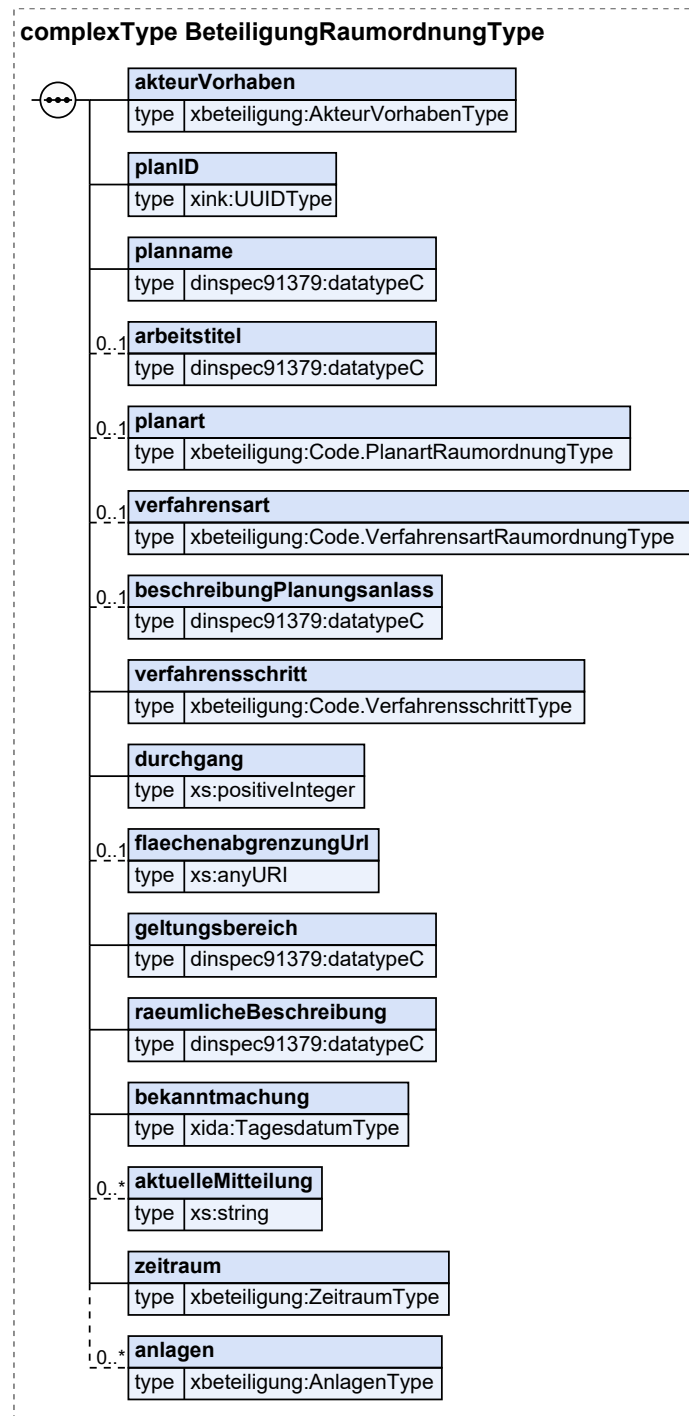 complexType BeteiligungRaumordnungType
akteurVorhaben
type xbeteiligung:AkteurVorhabenType
planID
type xink:UUIDType
planname
type dinspec91379:datatypeC
0..1 arbeitstitel
type dinspec91379:datatypeC
0..1 planart
type xbeteiligung:Code.PlanartRaumordnungType
0..1 verfahrensart
type xbeteiligung:Code.VerfahrensartRaumordnungType
0..1 beschreibungPlanungsanlass
type dinspec91379:datatypeC
verfahrensschritt
type xbeteiligung:Code.VerfahrensschrittType
durchgang
type xs:positiveInteger
0..1 flaechenabgrenzungUrl
type xs:anyURI
geltungsbereich
type dinspec91379:datatypeC
raeumlicheBeschreibung
type dinspec91379:datatypeC
bekanntmachung
type xida:TagesdatumType
0..* aktuelleMitteilung
type xs:string
zeitraum
type xbeteiligung:ZeitraumType
0..* anlagen
type xbeteiligung:AnlagenType